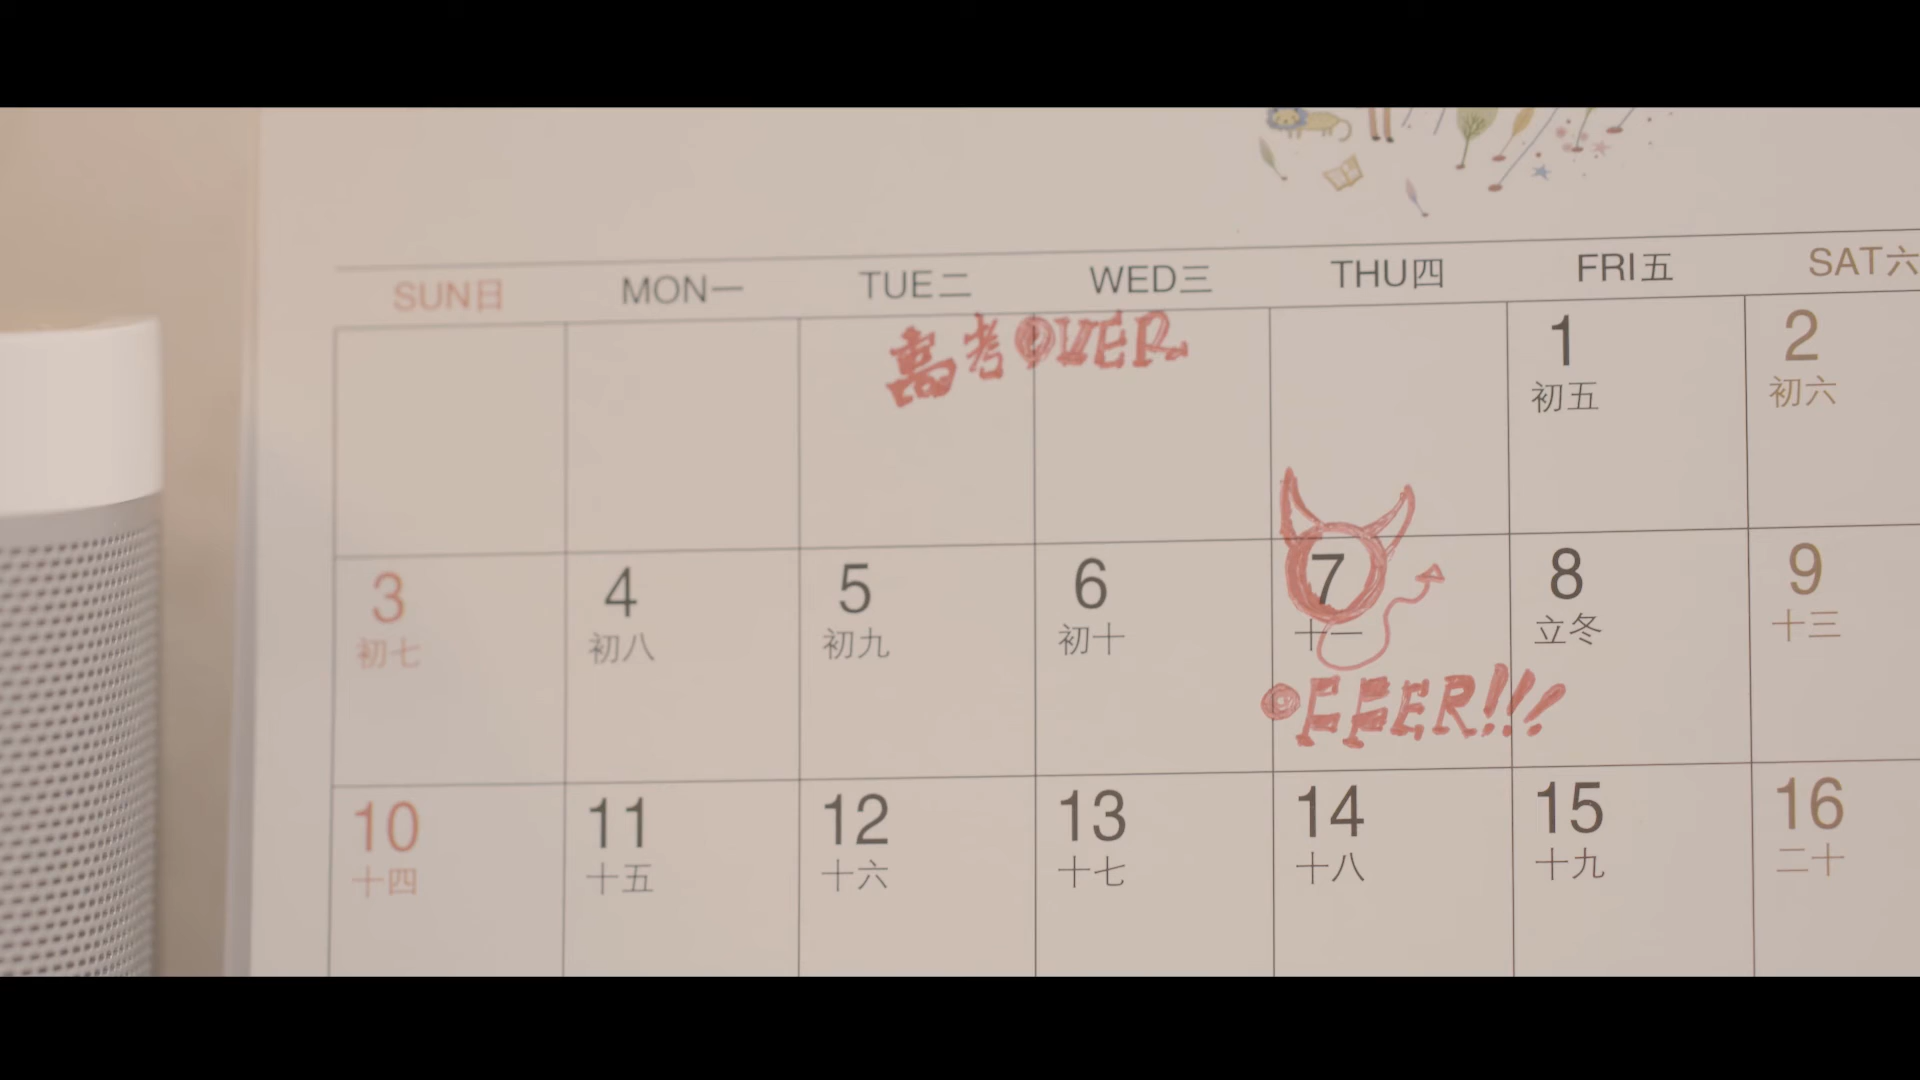 SUN日 MON一 TUE二 WED三 THU四 FRI五 SAT六
高考OVER
1 2
初五 初六
3 4 5 6 7 8 9
初七 初八 初九 初十 十一 立冬 十三
OFFER!!!
10 11 12 13 14 15 16
十四 十五 十六 十七 十八 十九 二十